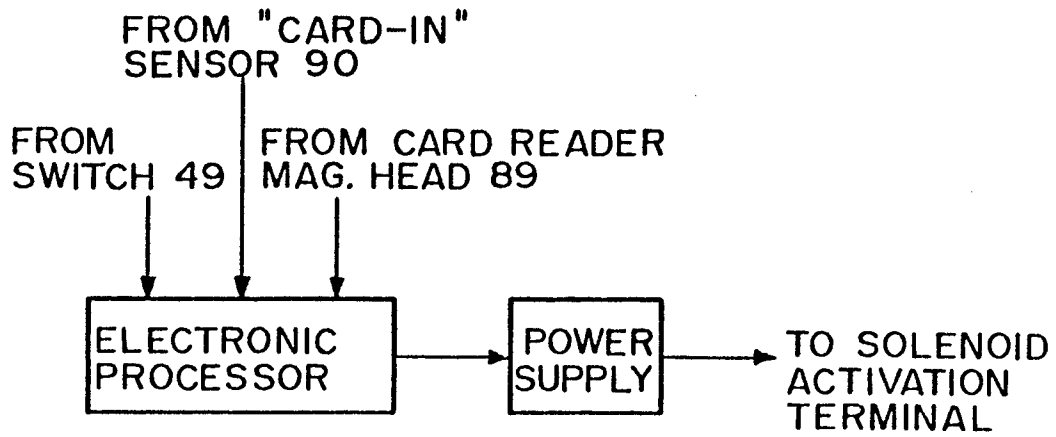 FROM "CARD-IN"
SENSOR 90
FROM
SWITCH 49
FROM CARD READER
MAG. HEAD 89
ELECTRONIC
PROCESSOR
POWER
SUPPLY
TO SOLENOID
ACTIVATION
TERMINAL